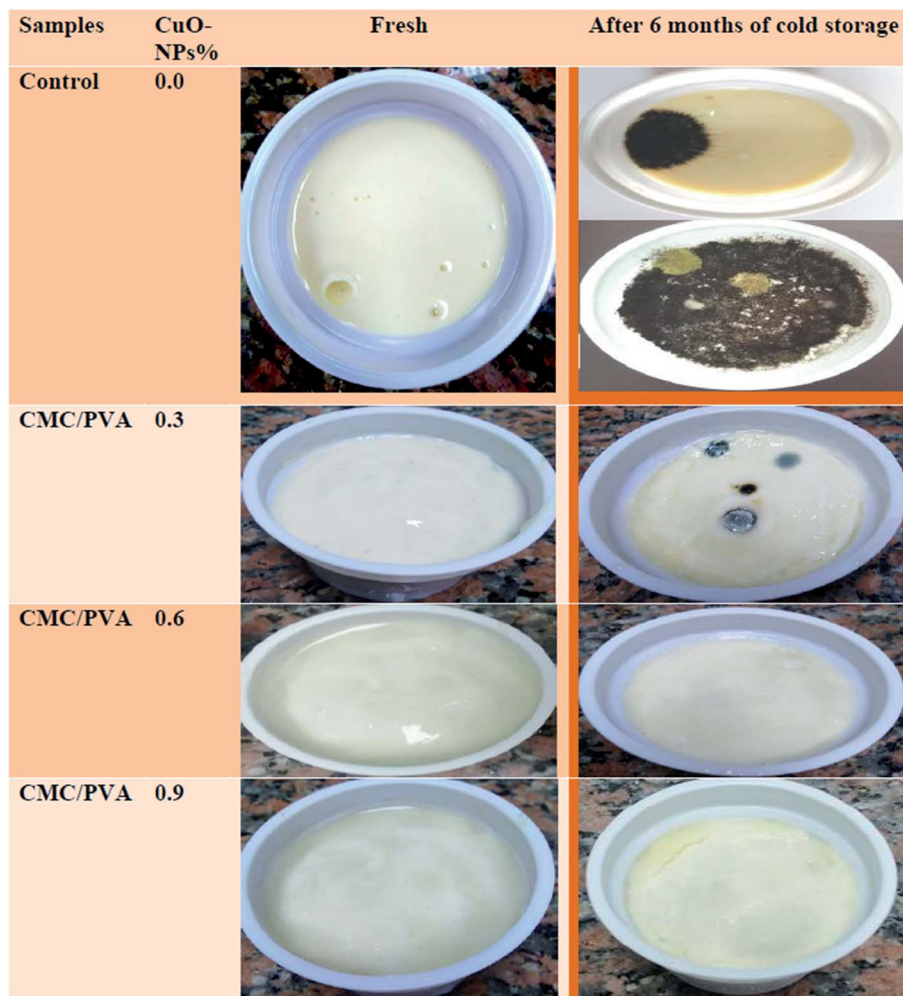 Samples CuO-NPs% Fresh After 6 months of cold storage
Control 0.0
CMC/PVA 0.3
CMC/PVA 0.6
CMC/PVA 0.9